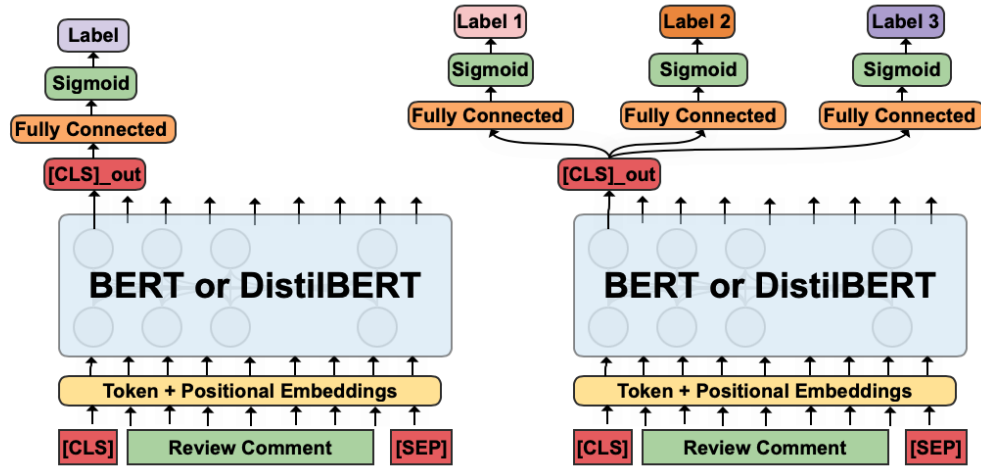 Label
Sigmoid
Fully Connected
[CLS]_out
BERT or DistilBERT
Token + Positional Embeddings
[CLS] Review Comment [SEP]
Label 1 Label 2 Label 3
Sigmoid Sigmoid Sigmoid
Fully Connected Fully Connected Fully Connected
[CLS]_out
BERT or DistilBERT
Token + Positional Embeddings
[CLS] Review Comment [SEP]